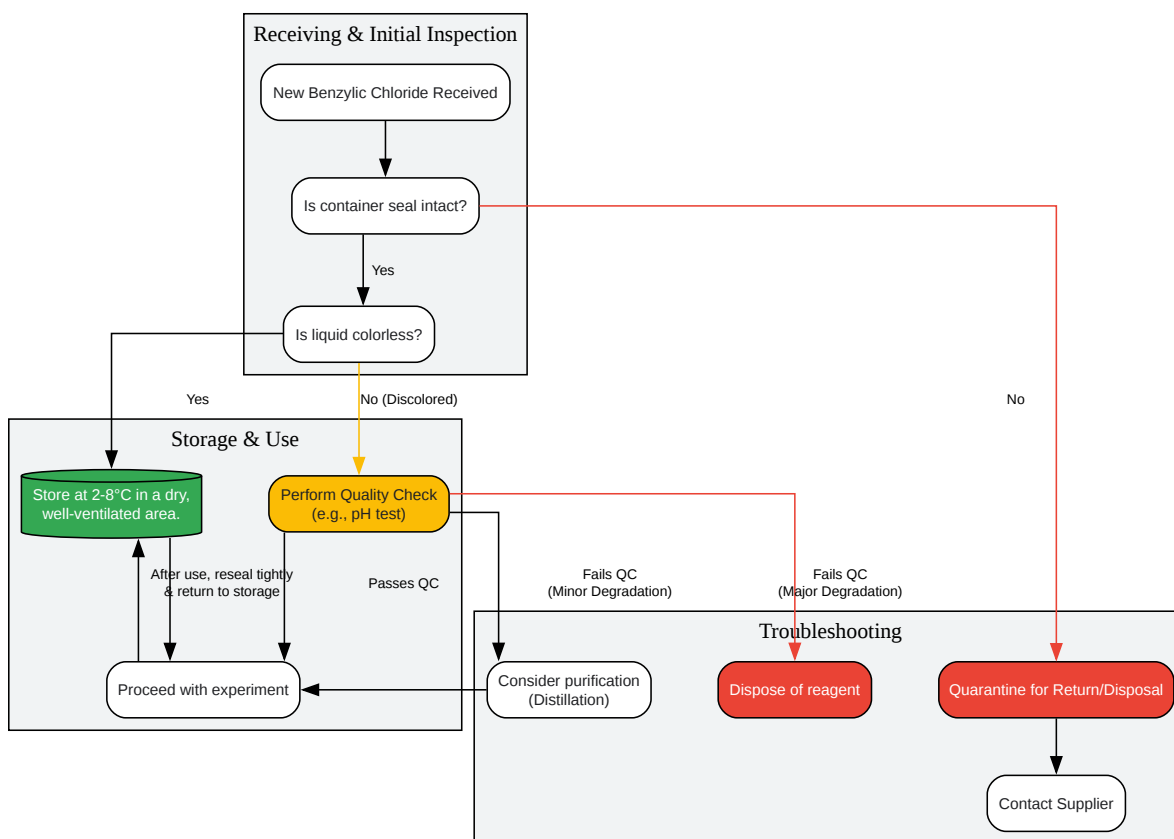 Receiving & Initial Inspection
New Benzylic Chloride Received
Is container seal intact?
Yes
Is liquid colorless?
Yes
No (Discolored)
No
Storage & Use
Store at 2-8°C in a dry,
well-ventilated area.
Perform Quality Check
(e.g., pH test)
After use, reseal tightly
& return to storage
Passes QC
Fails QC
(Minor Degradation)
Fails QC
(Major Degradation)
Troubleshooting
Proceed with experiment
Consider purification
(Distillation)
Dispose of reagent
Quarantine for Return/Disposal
Contact Supplier